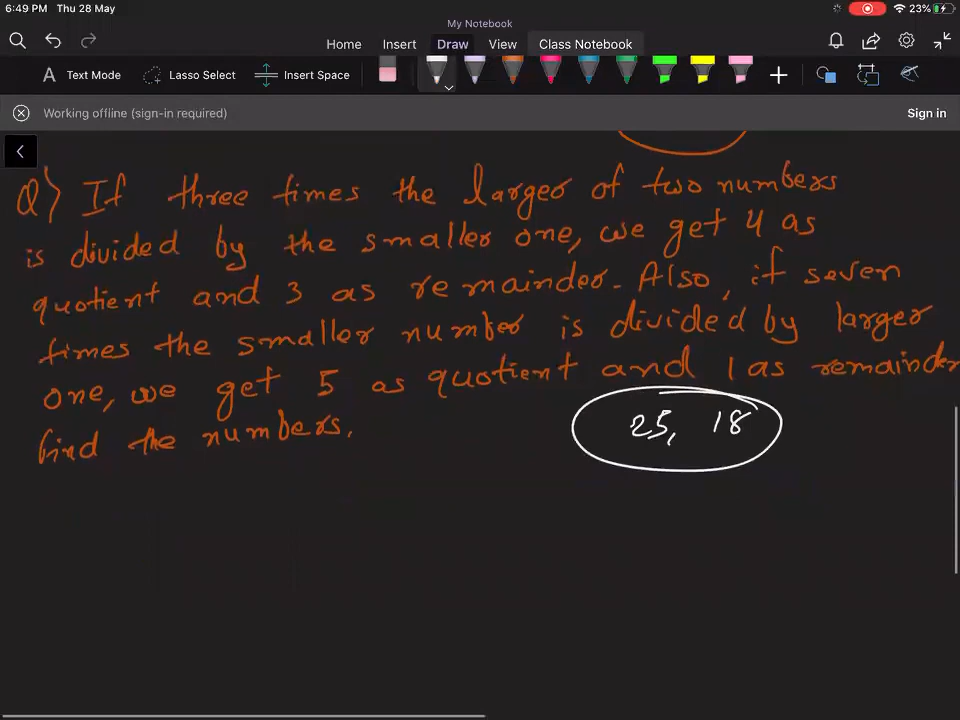 6:49 PM Thu 28 May
23%
My Notebook
Home Insert Draw View Class Notebook
Text Mode Lasso Select Insert Space
Working offline (sign-in required) Sign in
Q) If three times the larger of two numbers
is divided by the smaller one, we get 4 as
quotient and 3 as remainder. Also, if seven
times the smaller number is divided by larger
one, we get 5 as quotient and 1 as remainder
find the numbers.
25, 18